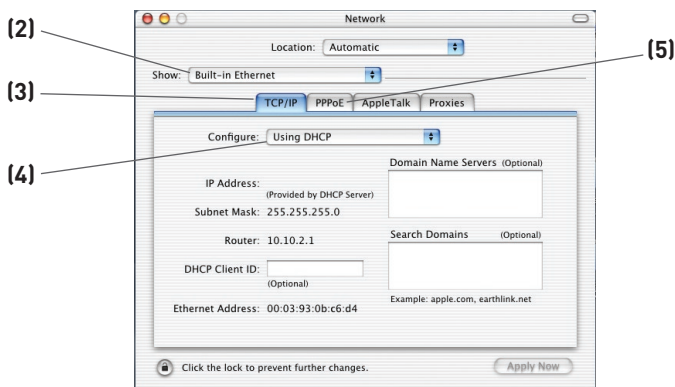 Network
(2)
Location: Automatic
(5)
Show: Built-in Ethernet
(3)
TCP/IP PPPoE AppleTalk Proxies
Configure: Using DHCP
(4)
Domain Name Servers (Optional)
IP Address:
(Provided by DHCP Server)
Subnet Mask: 255.255.255.0
Router: 10.10.2.1
Search Domains (Optional)
DHCP Client ID:
(Optional)
Example: apple.com, earthlink.net
Ethernet Address: 00:03:93:0b:c6:d4
Click the lock to prevent further changes.
Apply Now